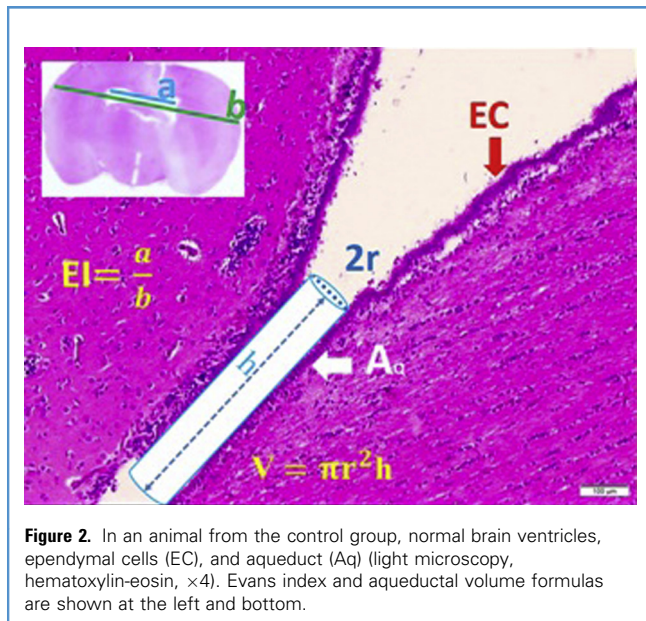 a
b
EC
2r
EI= a/b
h
Aq
V = πr²h
100 µm
Figure 2. In an animal from the control group, normal brain ventricles,
ependymal cells (EC), and aqueduct (Aq) (light microscopy,
hematoxylin-eosin, ×4). Evans index and aqueductal volume formulas
are shown at the left and bottom.